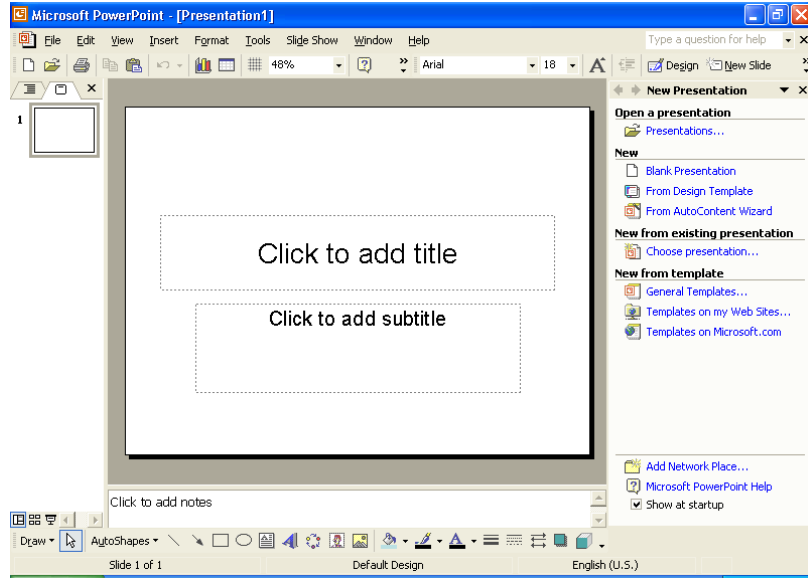 Microsoft PowerPoint - [Presentation1]
File Edit View Insert Format Tools Slide Show Window Help Type a question for help
48% Arial 18 A Design New Slide
New Presentation
1
Open a presentation
Presentations...
New
Blank Presentation
From Design Template
From AutoContent Wizard
New from existing presentation
Choose presentation...
New from template
General Templates...
Templates on my Web Sites...
Templates on Microsoft.com
Click to add title
Click to add subtitle
Add Network Place...
Microsoft PowerPoint Help
Show at startup
Click to add notes
Draw AutoShapes
Slide 1 of 1 Default Design English (U.S.)